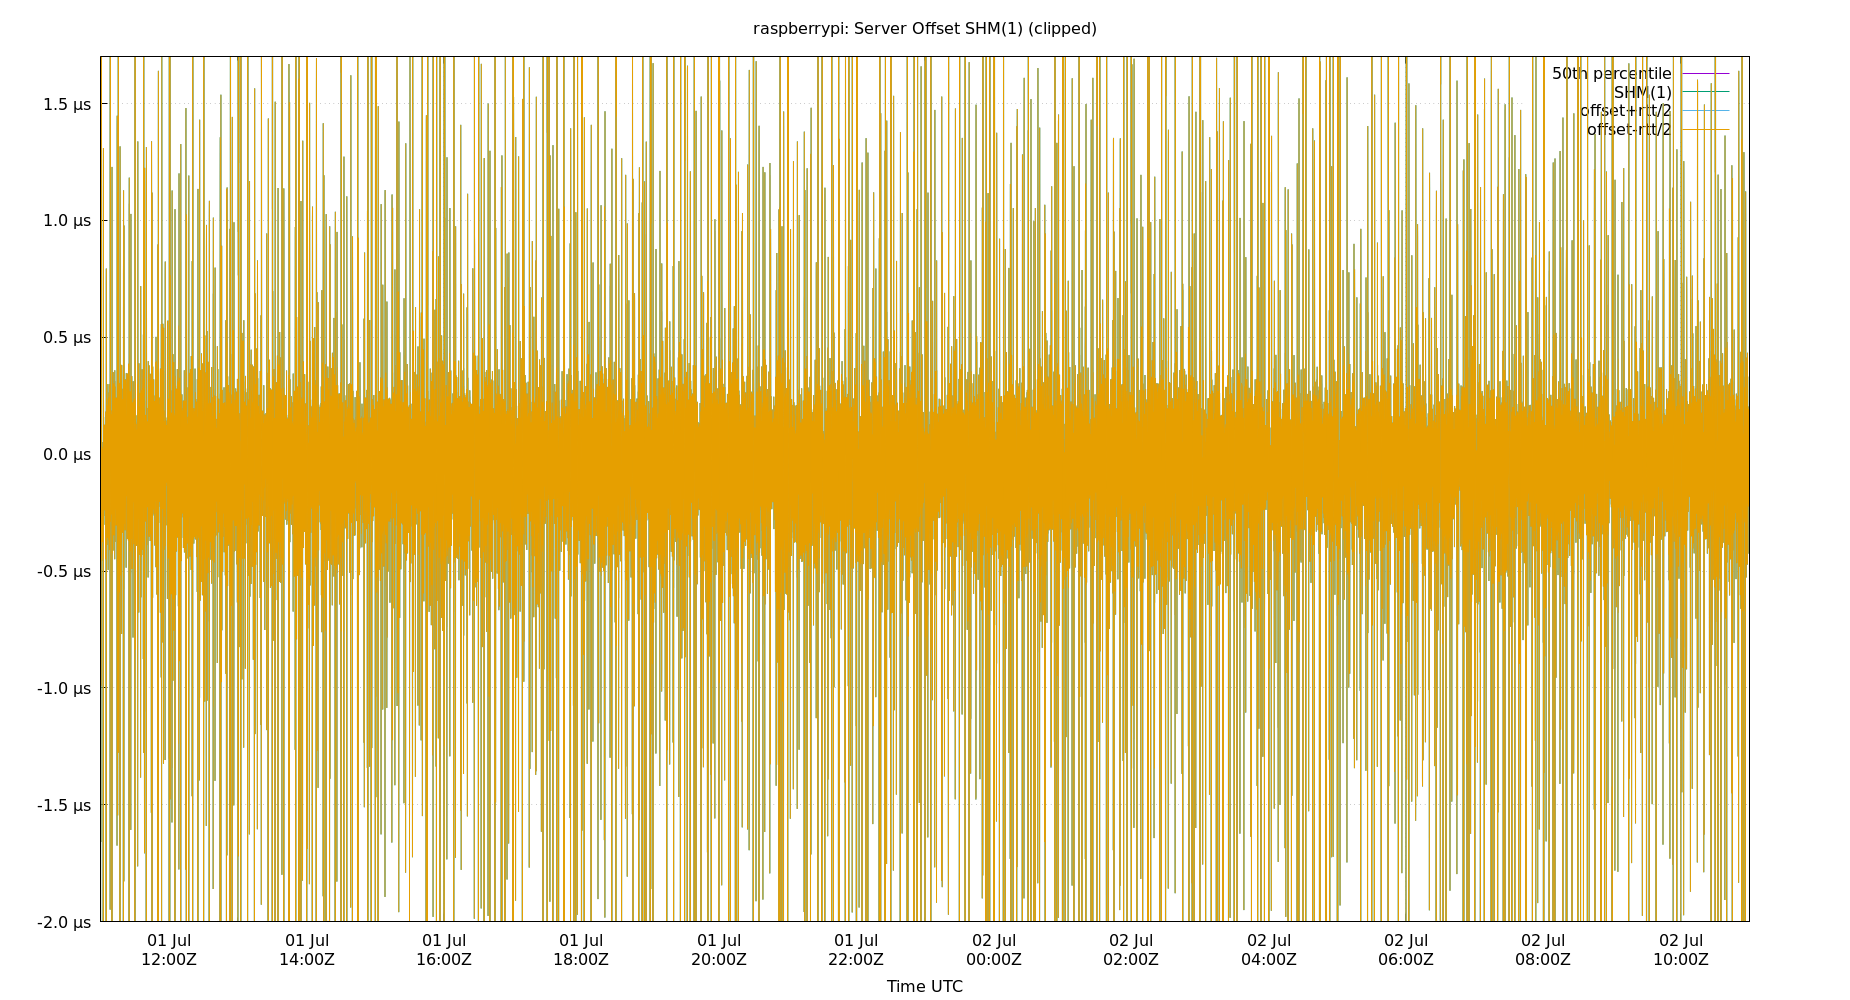 raspberrypi: Server Offset SHM(1) (clipped)
50th percentile
SHM(1)
offset+rtt/2
offset-rtt/2
1.5 µs
1.0 µs
0.5 µs
0.0 µs
-0.5 µs
-1.0 µs
-1.5 µs
-2.0 µs
01 Jul 01 Jul 01 Jul 01 Jul 01 Jul 01 Jul 02 Jul 02 Jul 02 Jul 02 Jul 02 Jul 02 Jul
12:00Z 14:00Z 16:00Z 18:00Z 20:00Z 22:00Z 00:00Z 02:00Z 04:00Z 06:00Z 08:00Z 10:00Z
Time UTC